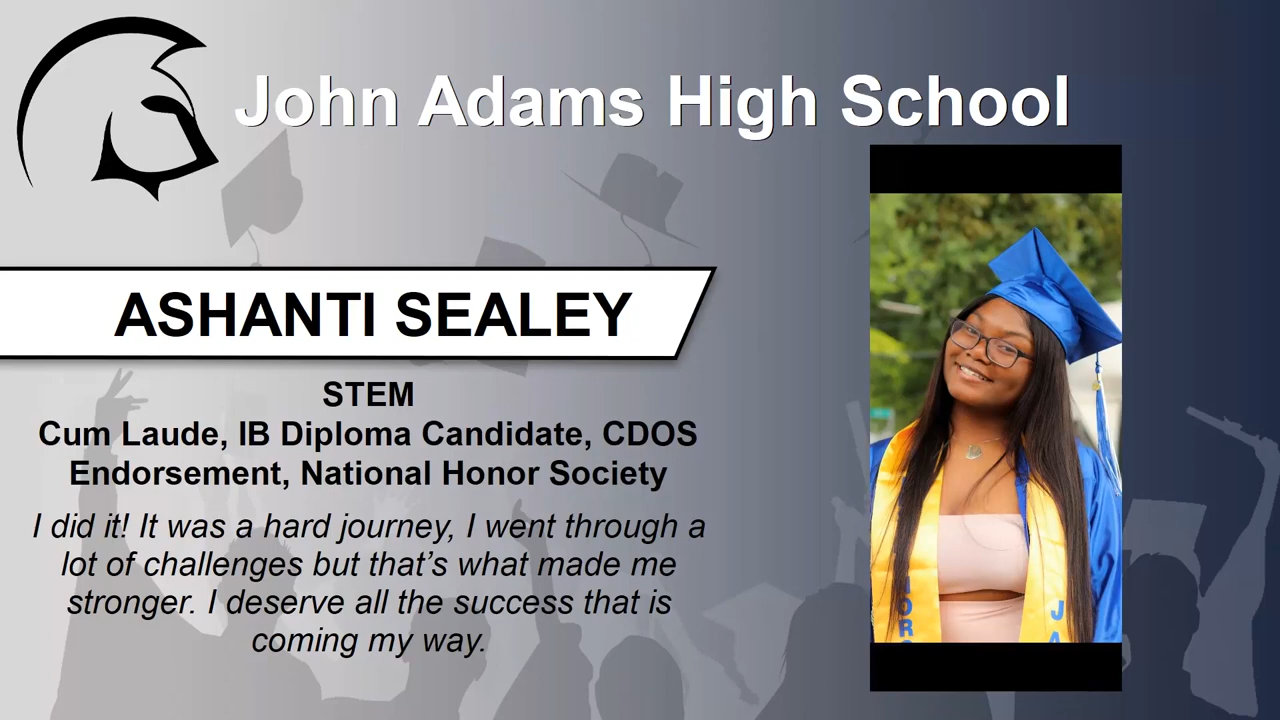 John Adams High School
ASHANTI SEALEY
STEM
Cum Laude, IB Diploma Candidate, CDOS
Endorsement, National Honor Society
I did it! It was a hard journey, I went through a
lot of challenges but that’s what made me
stronger. I deserve all the success that is
coming my way.